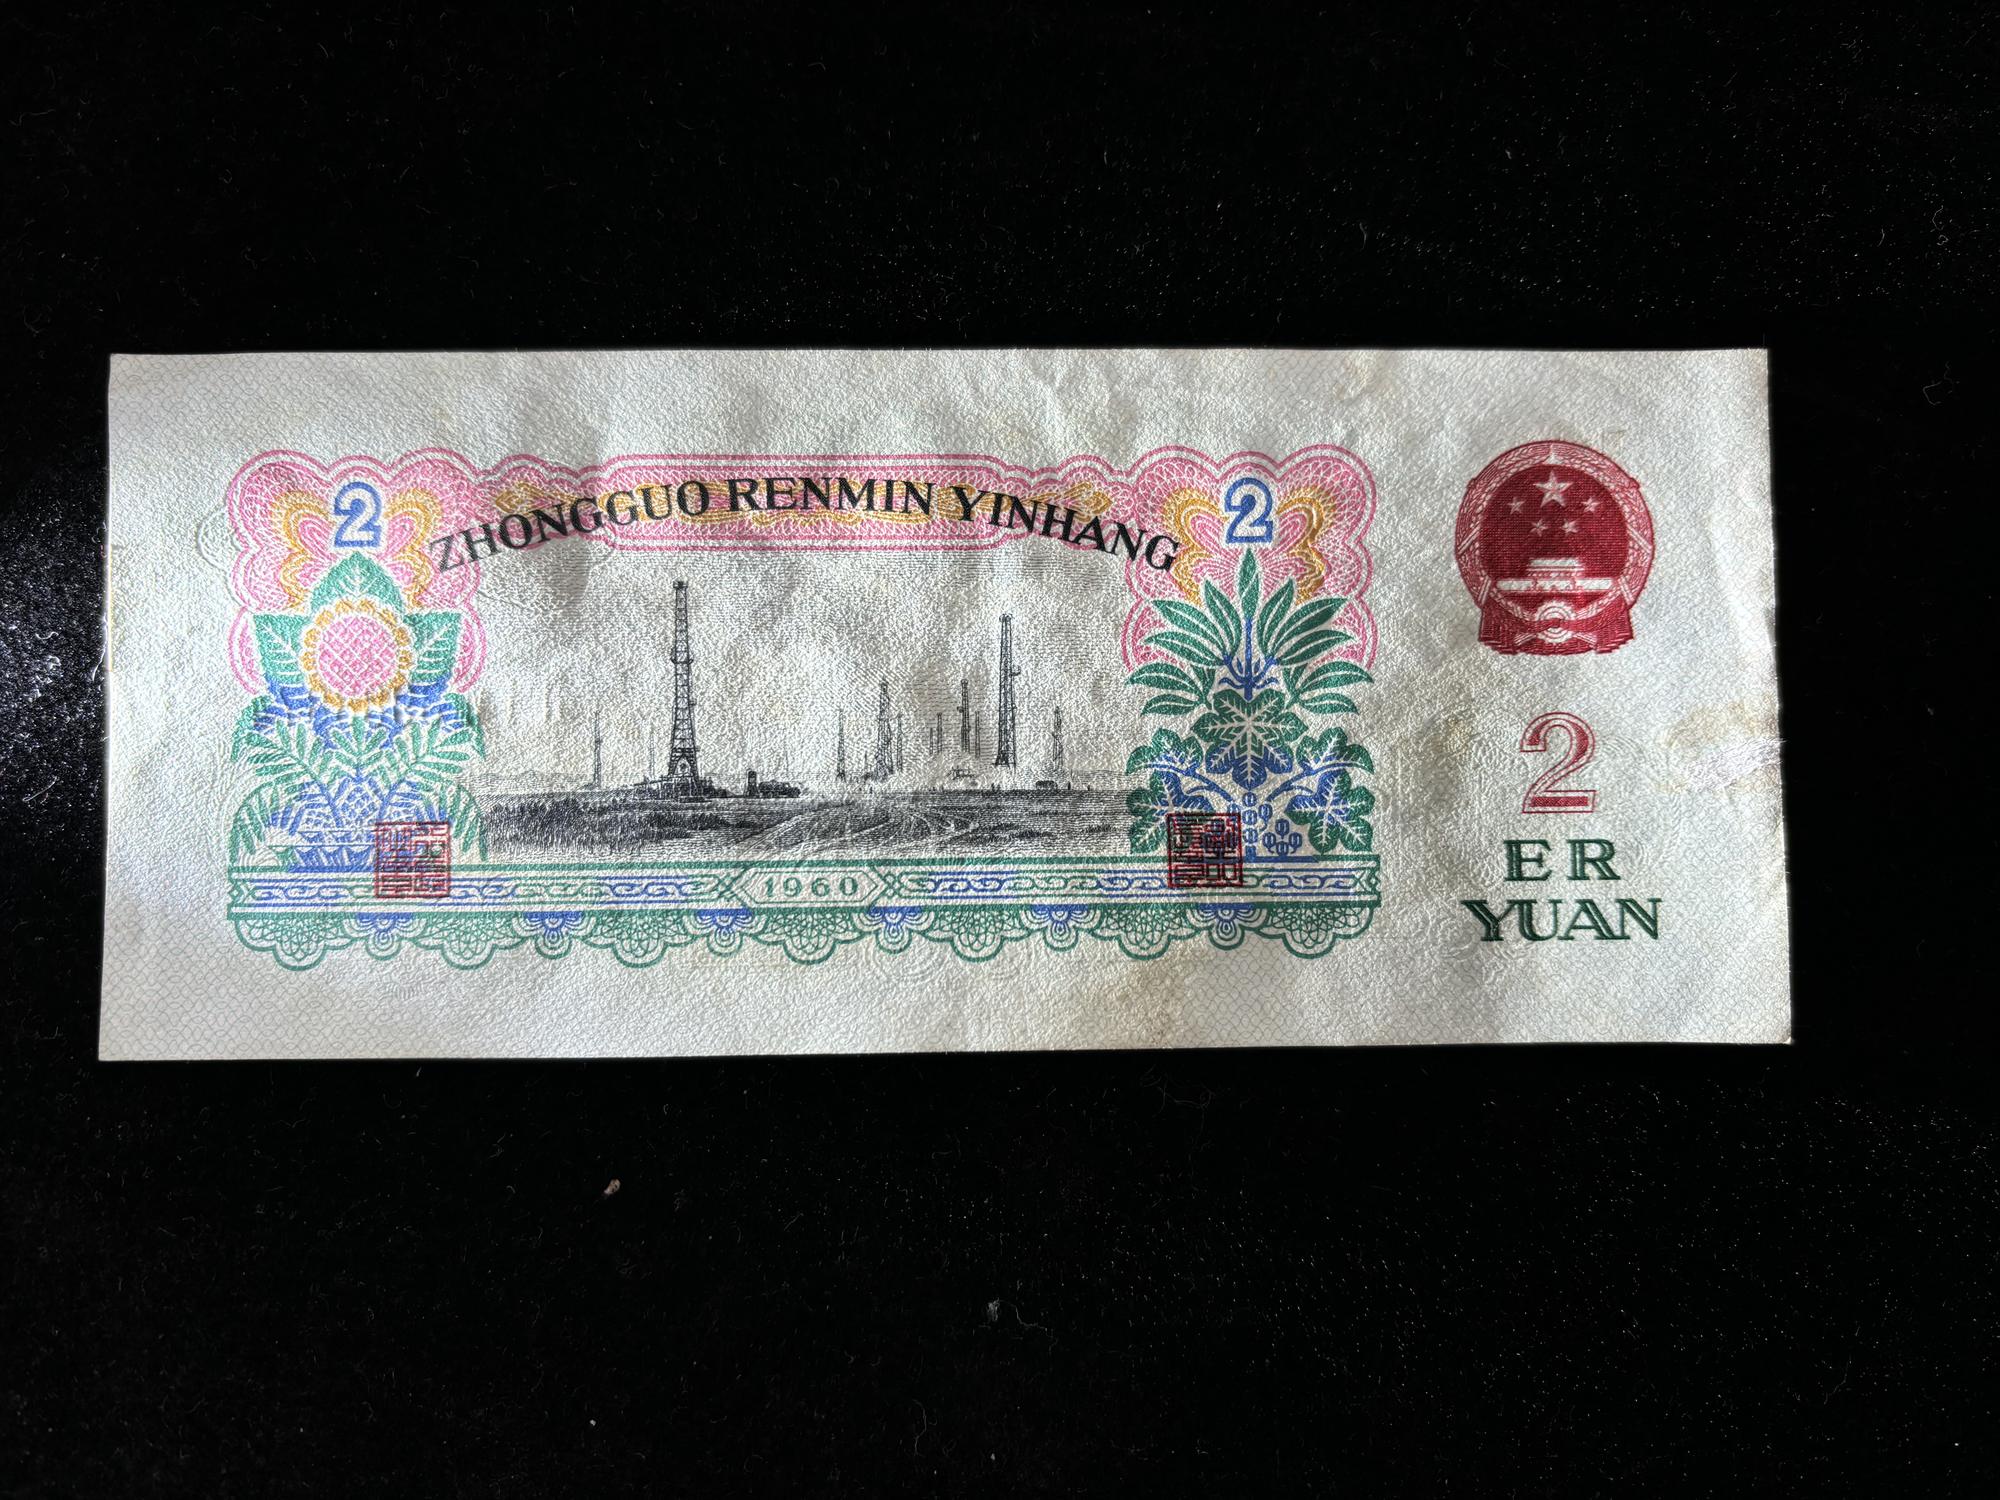 2
2
ZHONGGUO RENMIN YINHANG
1960
2
ER
YUAN